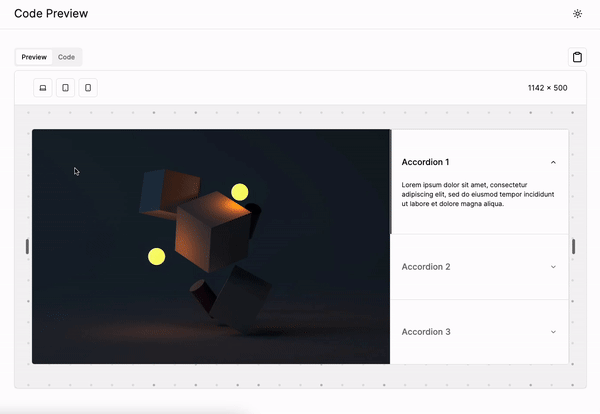 Code Preview
Preview
Code
1142 × 500
Accordion 1
Lorem ipsum dolor sit amet, consectetur
adipiscing elit, sed do eiusmod tempor incididunt
ut labore et dolore magna aliqua.
Accordion 2
Accordion 3